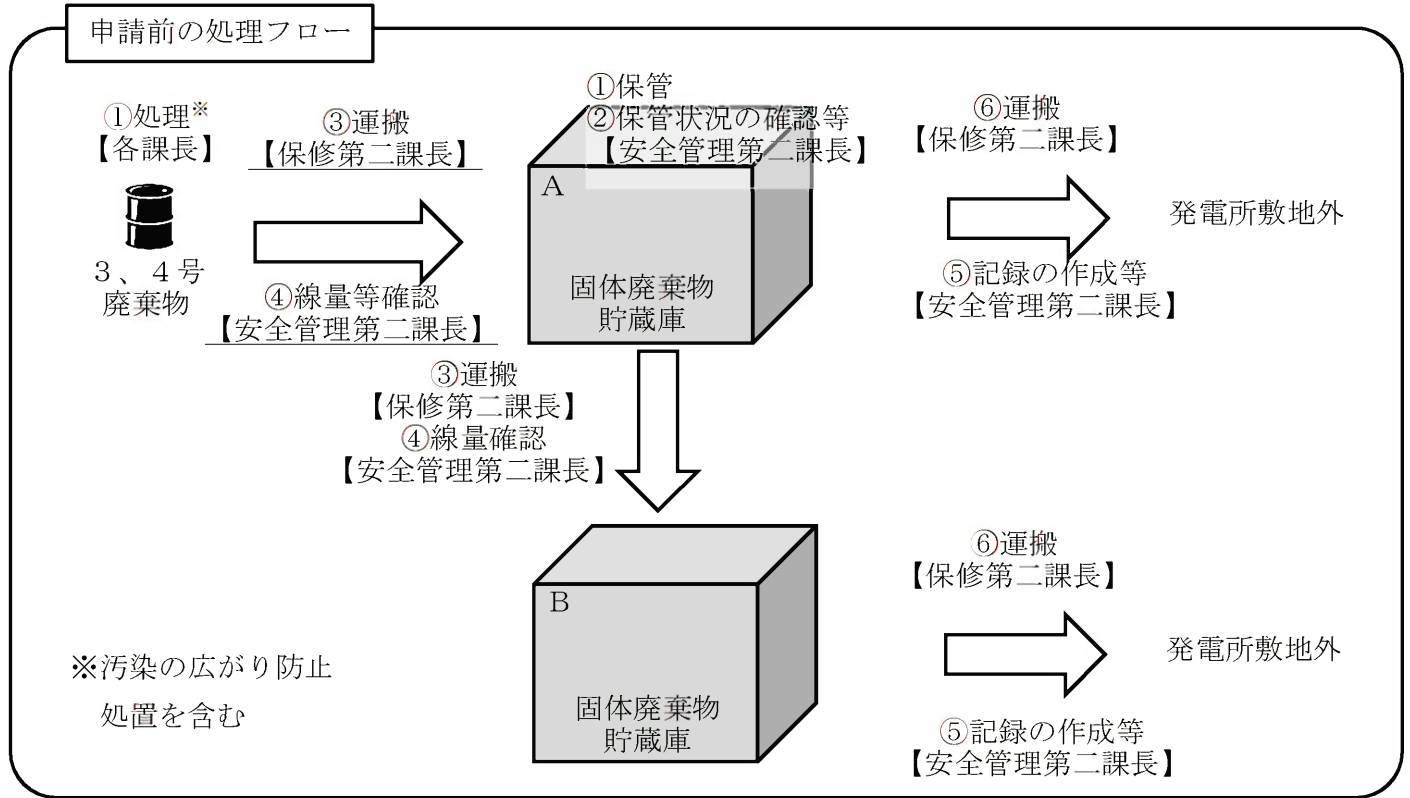 申請前の処理フロー
①処理※
【各課長】
３、４号
廃棄物
③運搬
【保修第二課長】
④線量等確認
【安全管理第二課長】
①保管
②保管状況の確認等
【安全管理第二課長】
A
固体廃棄物
貯蔵庫
⑥運搬
【保修第二課長】
発電所敷地外
⑤記録の作成等
【安全管理第二課長】
③運搬
【保修第二課長】
④線量確認
【安全管理第二課長】
B
固体廃棄物
貯蔵庫
⑥運搬
【保修第二課長】
発電所敷地外
⑤記録の作成等
【安全管理第二課長】
※汚染の広がり防止
処置を含む